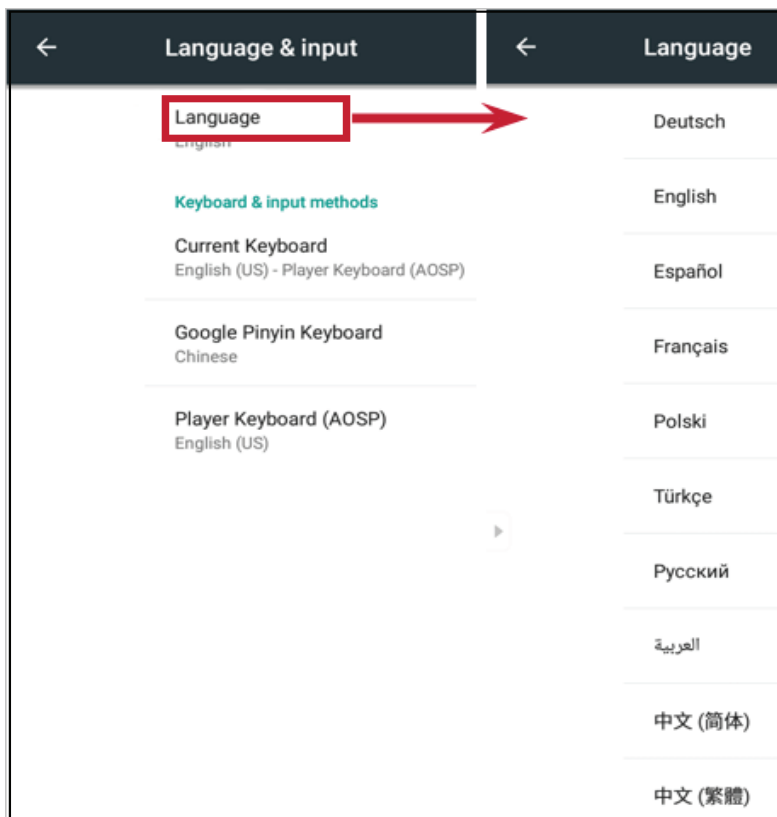 Language & input
Language
English
Keyboard & input methods
Current Keyboard
English (US) - Player Keyboard (AOSP)
Google Pinyin Keyboard
Chinese
Player Keyboard (AOSP)
English (US)
Language
Deutsch
English
Español
Français
Polski
Türkçe
Русский
العربية
中文 (简体)
中文 (繁體)